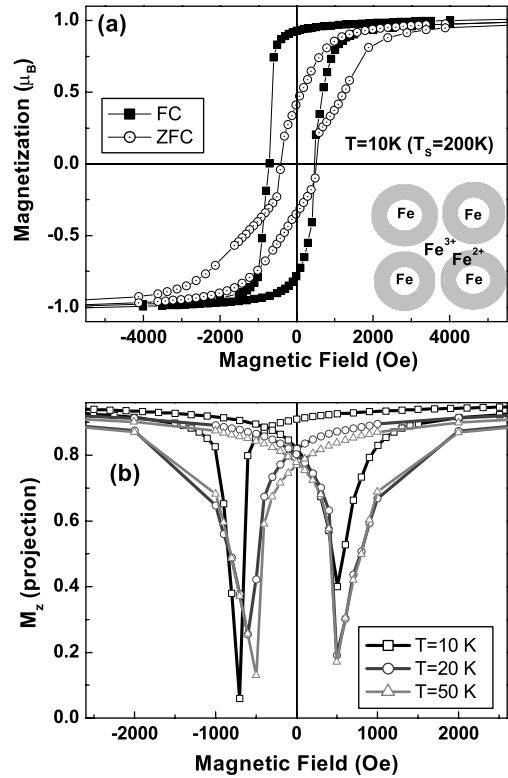 (a)
Magnetization (μB)
1.0
0.5
0.0
-0.5
-1.0
FC
ZFC
T=10K (TS=200K)
Fe Fe
Fe3+
Fe2+
Fe Fe
-4000 -2000 0 2000 4000
Magnetic Field (Oe)
(b)
Mz (projection)
0.8
0.6
0.4
0.2
0.0
T=10 K
T=20 K
T=50 K
-2000 -1000 0 1000 2000
Magnetic Field (Oe)